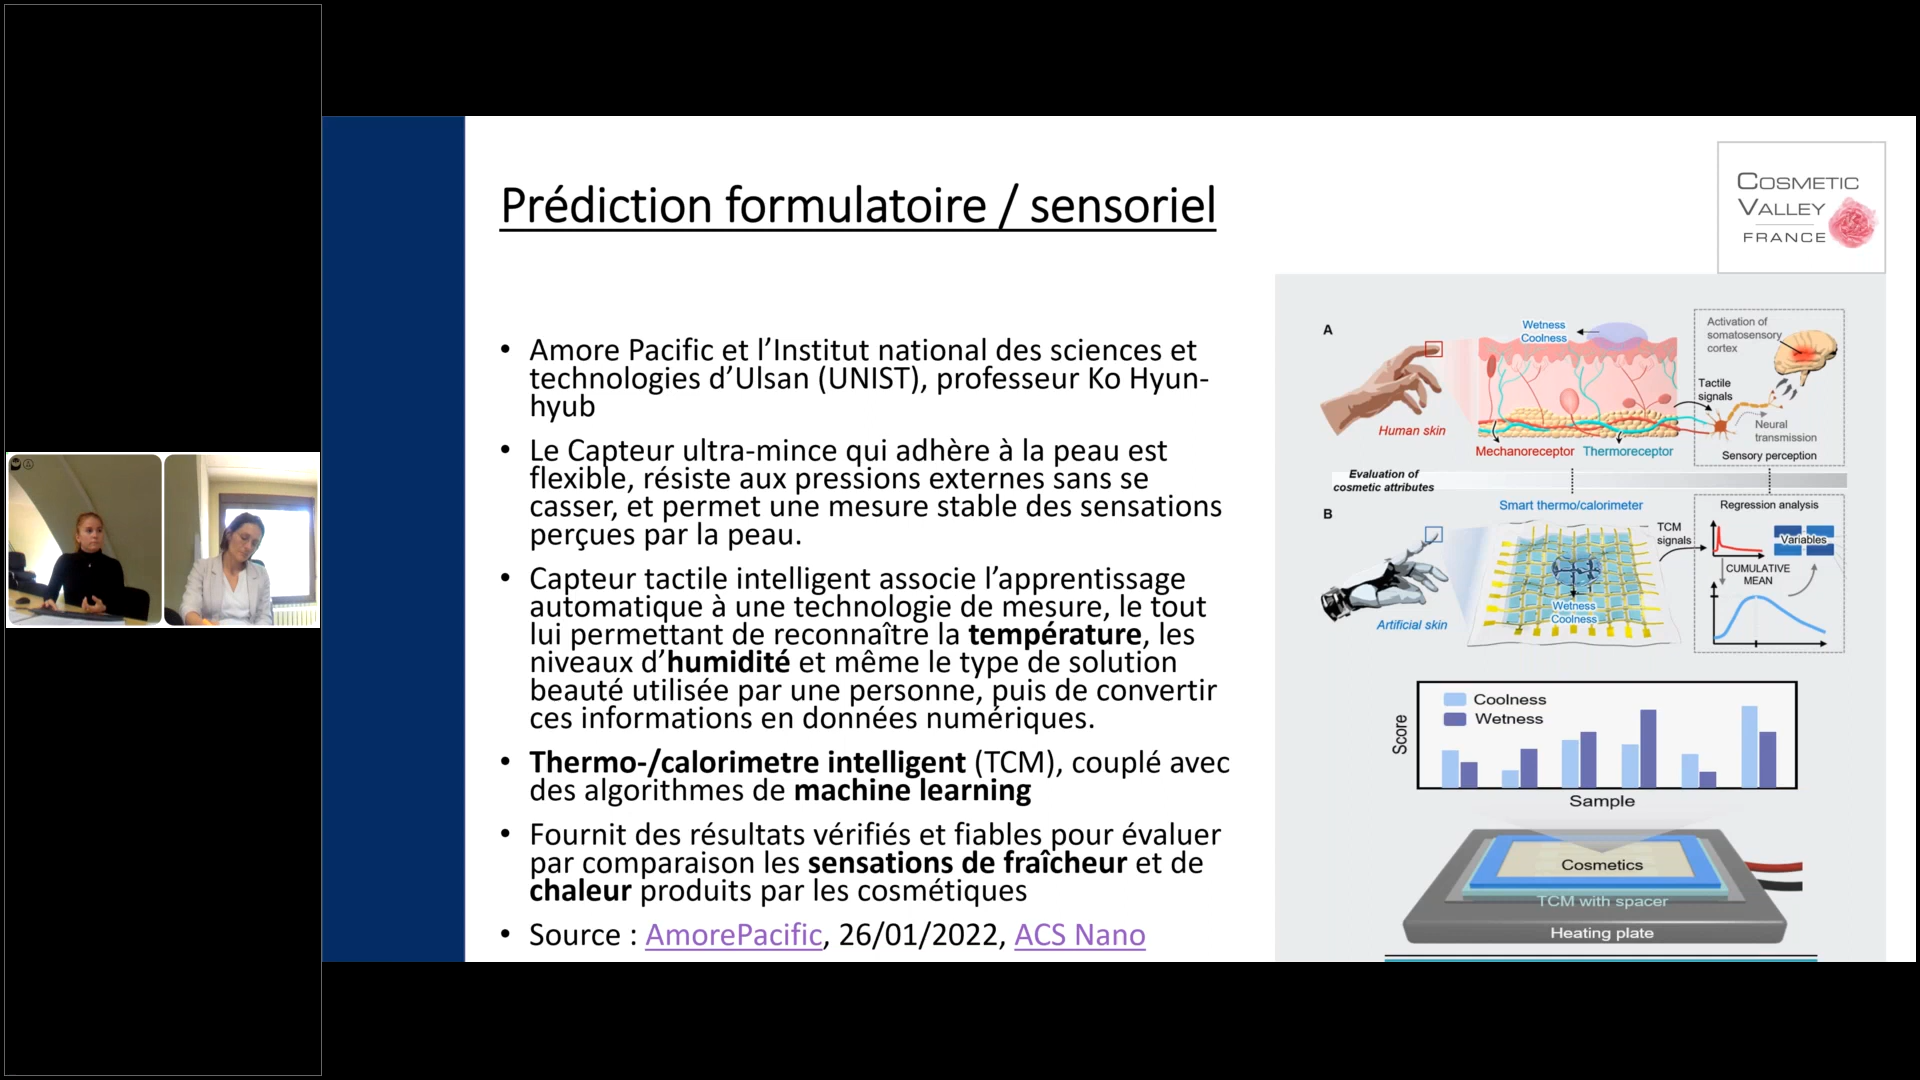 Prédiction formulatoire / sensoriel
COSMETIC
VALLEY
FRANCE
• Amore Pacific et l’Institut national des sciences et
technologies d’Ulsan (UNIST), professeur Ko Hyun-
hyub
• Le Capteur ultra-mince qui adhère à la peau est
flexible, résiste aux pressions externes sans se
casser, et permet une mesure stable des sensations
perçues par la peau.
• Capteur tactile intelligent associe l’apprentissage
automatique à une technologie de mesure, le tout
lui permettant de reconnaître la température, les
niveaux d’humidité et même le type de solution
beauté utilisée par une personne, puis de convertir
ces informations en données numériques.
• Thermo-/calorimetre intelligent (TCM), couplé avec
des algorithmes de machine learning
• Fournit des résultats vérifiés et fiables pour évaluer
par comparaison les sensations de fraîcheur et de
chaleur produits par les cosmétiques
• Source : AmorePacific, 26/01/2022, ACS Nano
A
Wetness
Coolness
Activation of
somatosensory
cortex
Tactile
signals
Neural
transmission
Human skin
Mechanoreceptor
Thermoreceptor
Sensory perception
Evaluation of
cosmetic attributes
B
Smart thermo/calorimeter
Regression analysis
TCM
signals
Variables
CUMULATIVE
MEAN
Wetness
Coolness
Artificial skin
Coolness
Wetness
Score
Sample
Cosmetics
TCM with spacer
Heating plate